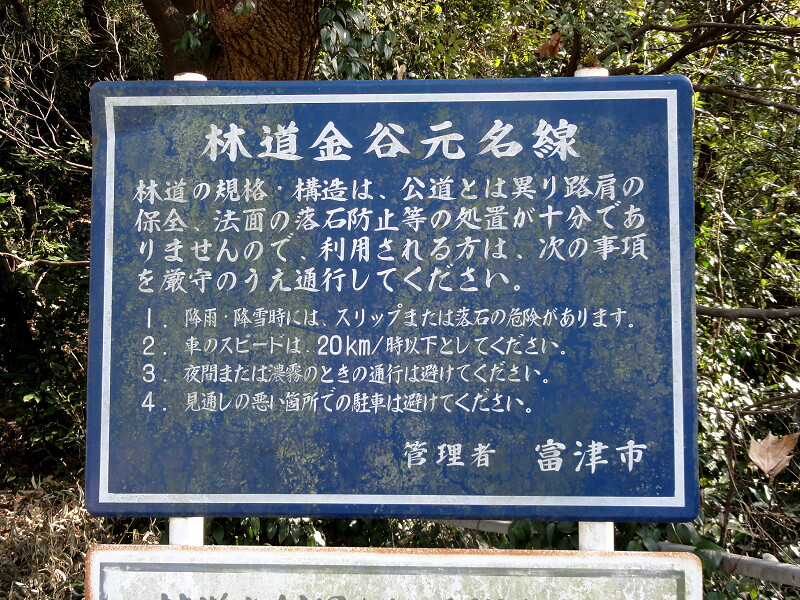 林道金谷元名線
林道の規格・構造は、公道とは異り路肩の
保全、法面の落石防止等の処置が十分であ
りませんので、利用される方は、次の事項
を厳守のうえ通行してください。
1. 降雨・降雪時には、スリップまたは落石の危険があります。
2. 車のスピードは、20km/時以下としてください。
3. 夜間または濃霧のときの通行は避けてください。
4. 見通しの悪い箇所での駐車は避けてください。
管理者 富津市